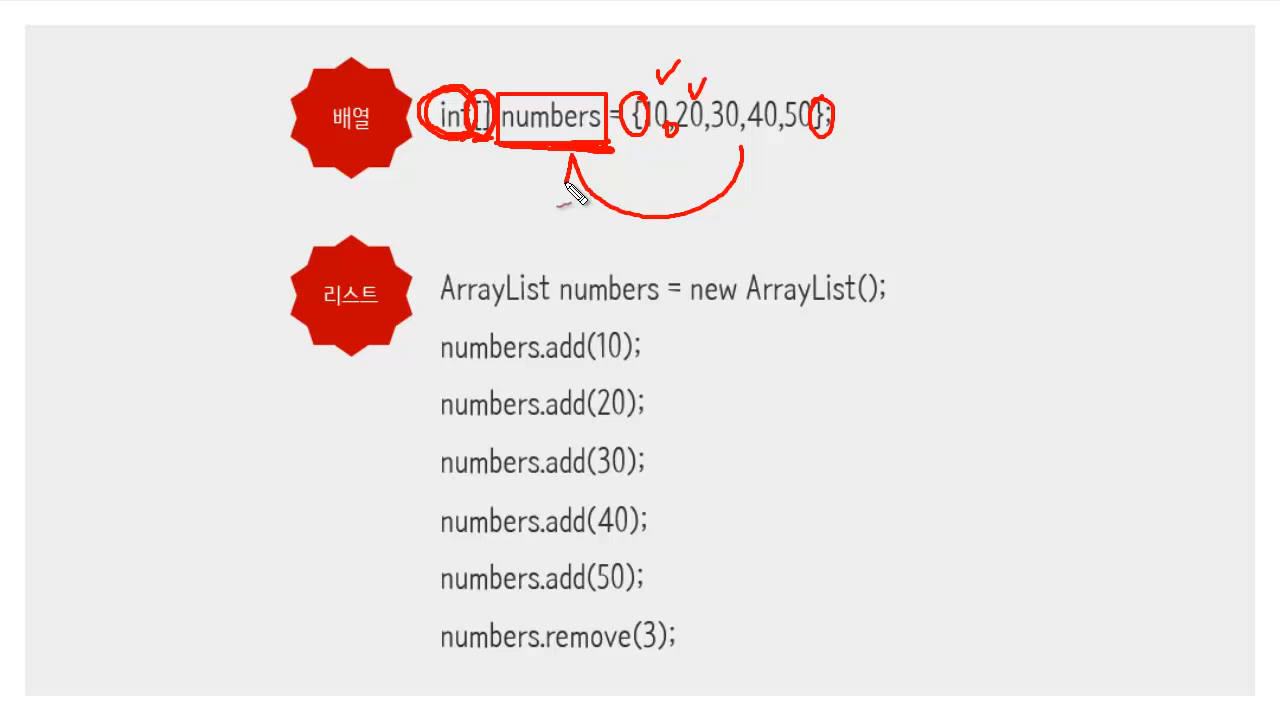 배열
int[] numbers = {10,20,30,40,50};
리스트
ArrayList numbers = new ArrayList();
numbers.add(10);
numbers.add(20);
numbers.add(30);
numbers.add(40);
numbers.add(50);
numbers.remove(3);